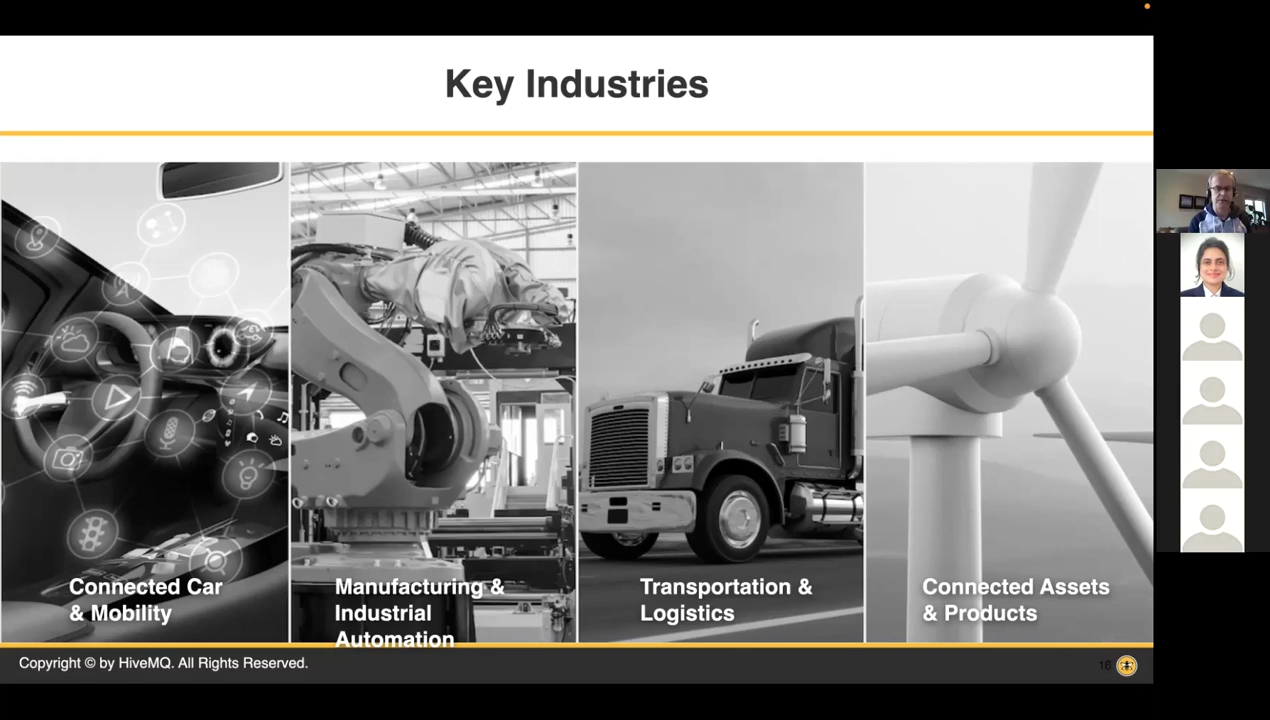 Key Industries
Connected Car
& Mobility
Manufacturing &
Industrial
Automation
Transportation &
Logistics
Connected Assets
& Products
Copyright © by HiveMQ. All Rights Reserved.
16